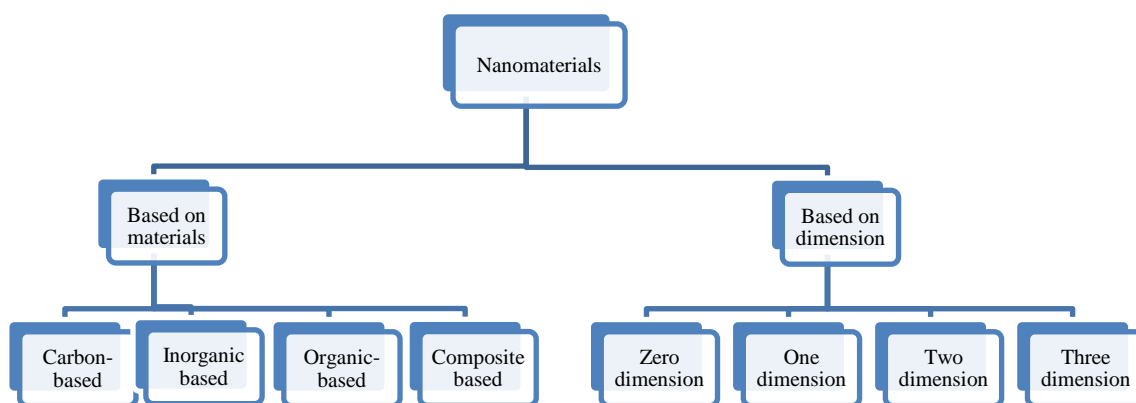 Nanomaterials
Based on
materials
Based on
dimension
Carbon-
based
Inorganic
based
Organic-
based
Composite
based
Zero
dimension
One
dimension
Two
dimension
Three
dimension